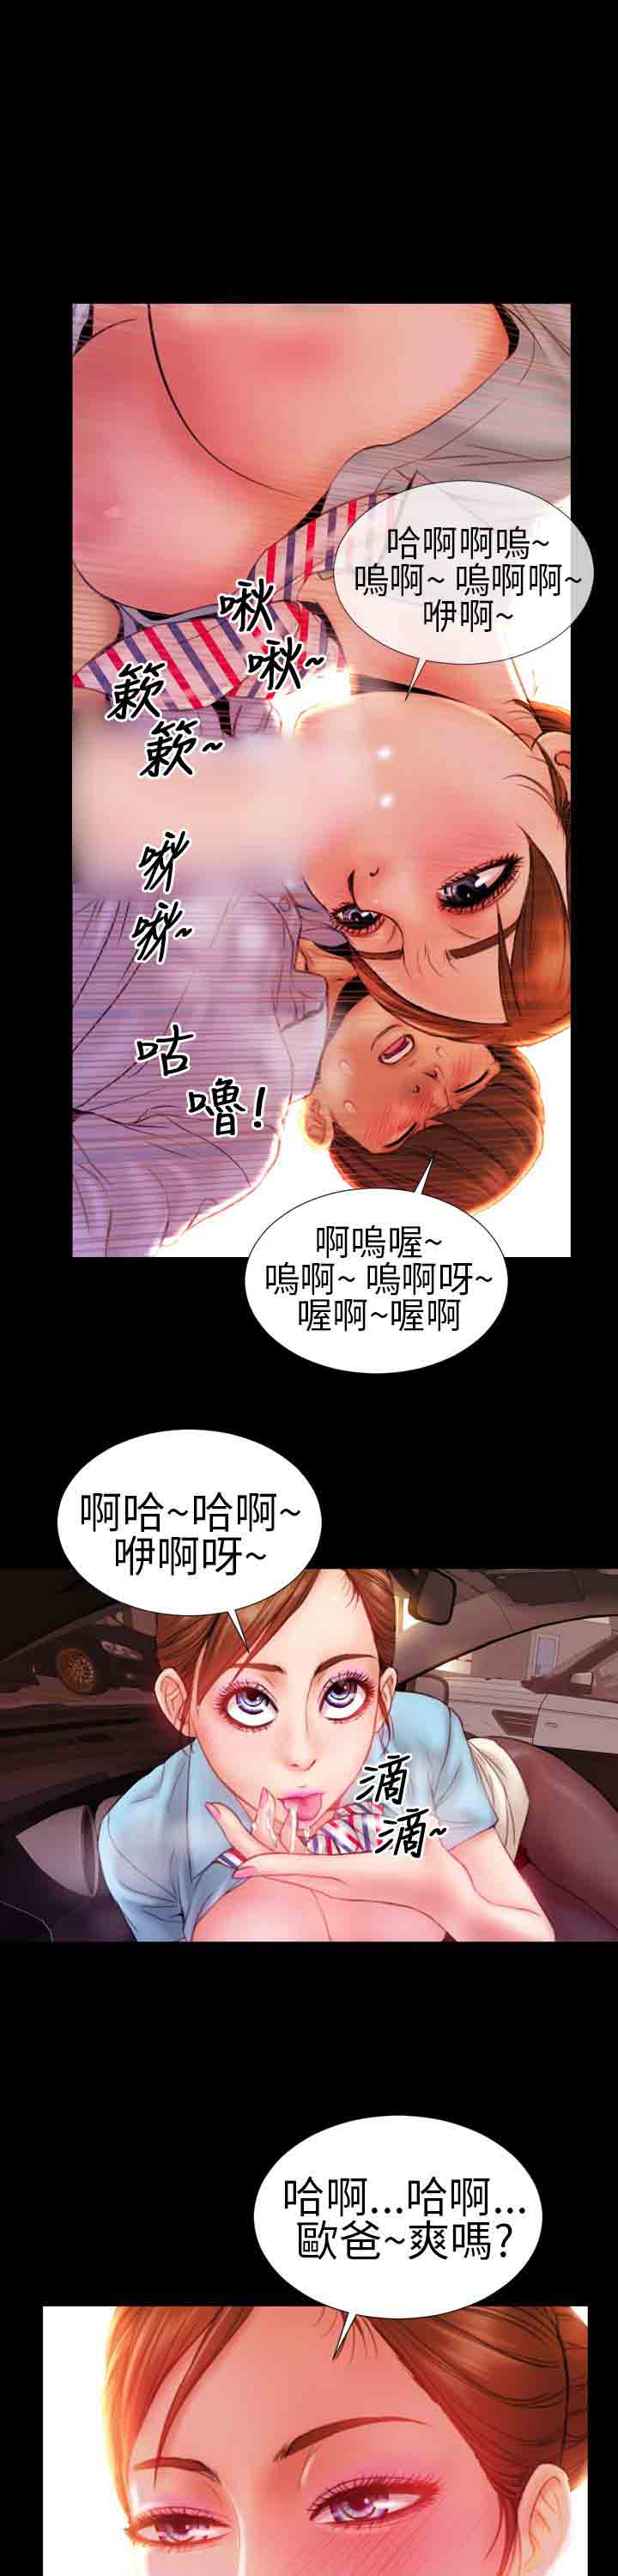 哈啊啊嗚~
嗚啊~ 嗚啊啊~
咿啊~
啾
啾~
簌
簌~
啾
啾~
咕
嚕!
啊嗚喔~
嗚啊~ 嗚啊呀~
喔啊~喔啊
啊哈~哈啊~
咿啊呀~
滴
滴~
哈啊...哈啊...
歐爸~爽嗎?